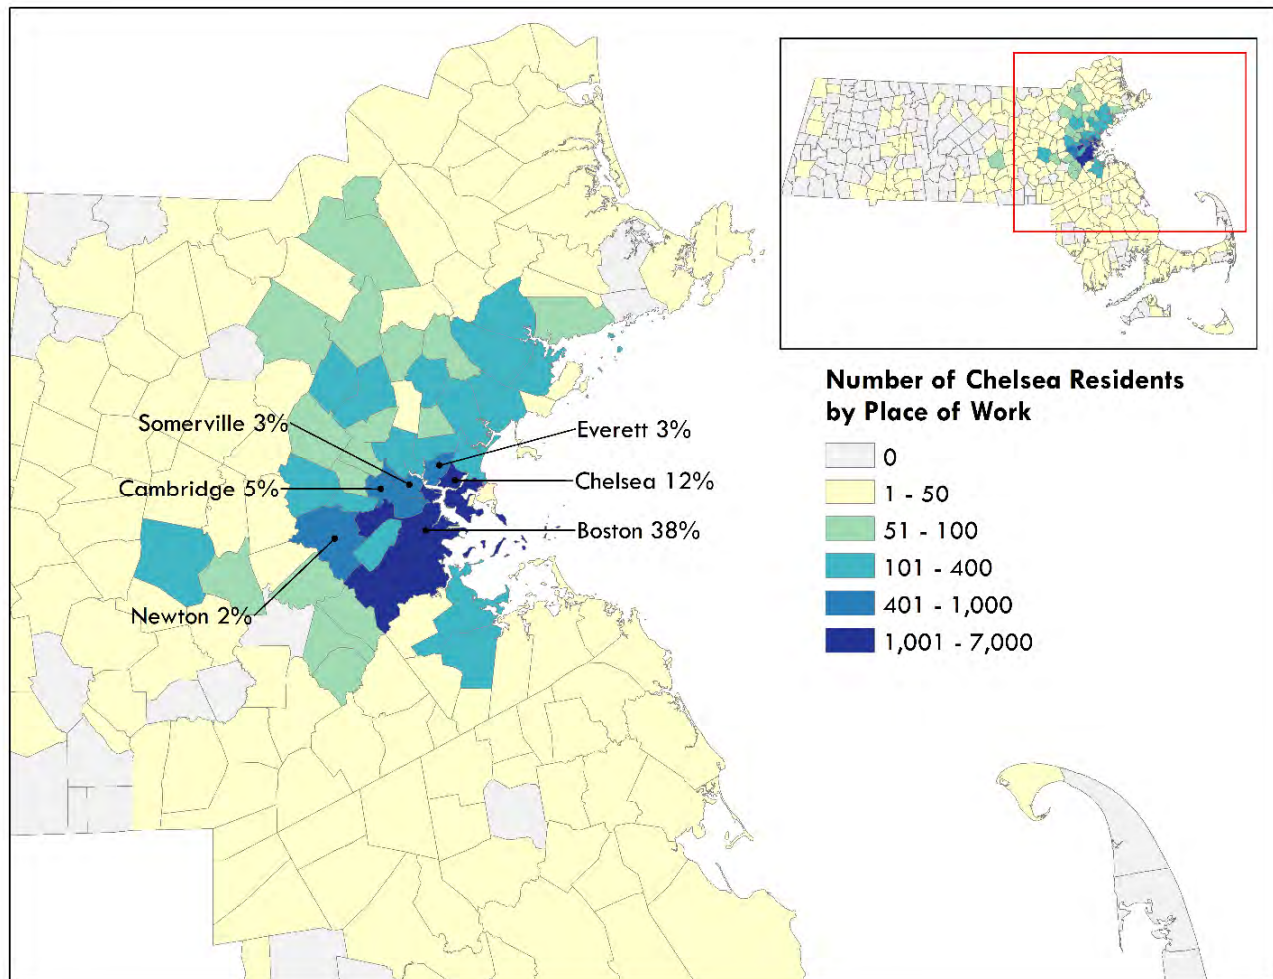 Somerville 3%
Everett 3%
Cambridge 5%
Chelsea 12%
Boston 38%
Newton 2%
Number of Chelsea Residents
by Place of Work
0
1 - 50
51 - 100
101 - 400
401 - 1,000
1,001 - 7,000